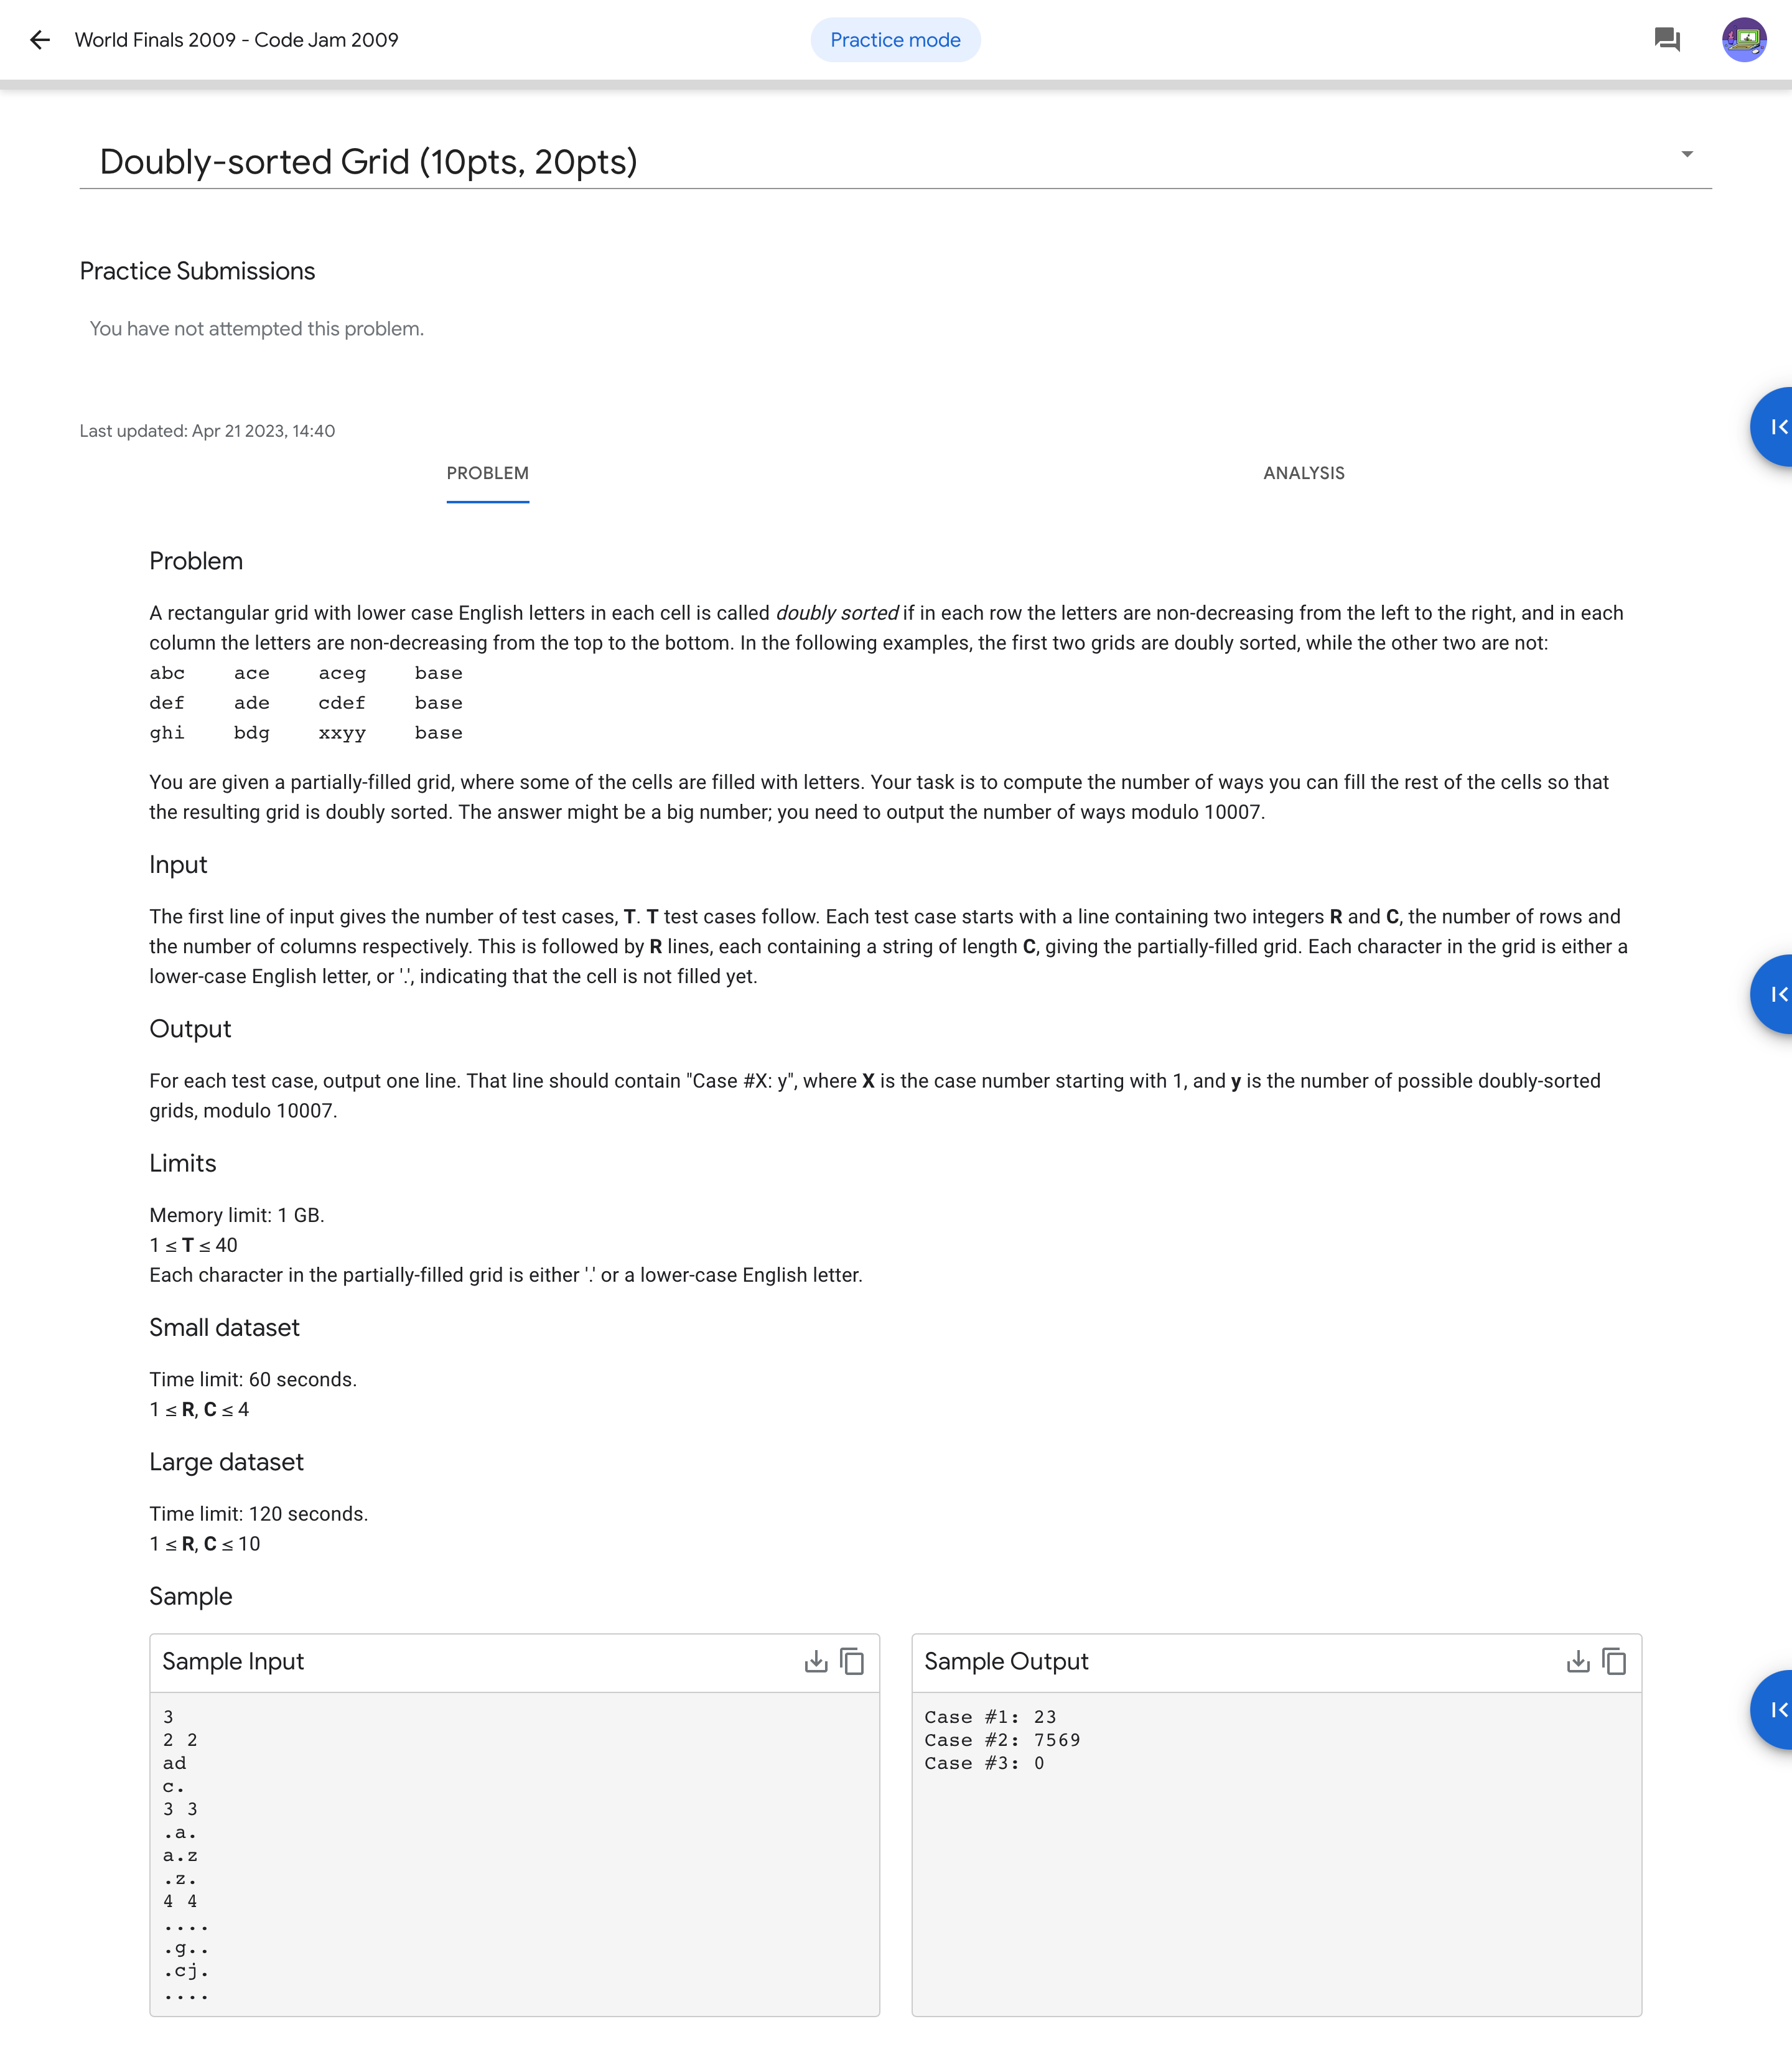 World Finals 2009 - Code Jam 2009
Practice mode
Doubly-sorted Grid (10pts, 20pts)
Practice Submissions
You have not attempted this problem.
Last updated: Apr 21 2023, 14:40
PROBLEM
ANALYSIS
Problem
A rectangular grid with lower case English letters in each cell is called doubly sorted if in each row the letters are non-decreasing from the left to the right, and in each
column the letters are non-decreasing from the top to the bottom. In the following examples, the first two grids are doubly sorted, while the other two are not:
abc ace aceg base
def ade cdef base
ghi bdg xxyy base
You are given a partially-filled grid, where some of the cells are filled with letters. Your task is to compute the number of ways you can fill the rest of the cells so that
the resulting grid is doubly sorted. The answer might be a big number; you need to output the number of ways modulo 10007.
Input
The first line of input gives the number of test cases, T. T test cases follow. Each test case starts with a line containing two integers R and C, the number of rows and
the number of columns respectively. This is followed by R lines, each containing a string of length C, giving the partially-filled grid. Each character in the grid is either a
lower-case English letter, or '.', indicating that the cell is not filled yet.
Output
For each test case, output one line. That line should contain "Case #X: y", where X is the case number starting with 1, and y is the number of possible doubly-sorted
grids, modulo 10007.
Limits
Memory limit: 1 GB.
1 ≤ T ≤ 40
Each character in the partially-filled grid is either '.' or a lower-case English letter.
Small dataset
Time limit: 60 seconds.
1 ≤ R, C ≤ 4
Large dataset
Time limit: 120 seconds.
1 ≤ R, C ≤ 10
Sample
Sample Input
3
2 2
ad
c.
3 3
.a.
a.z
.z.
4 4
....
.g..
.cj.
....
Sample Output
Case #1: 23
Case #2: 7569
Case #3: 0